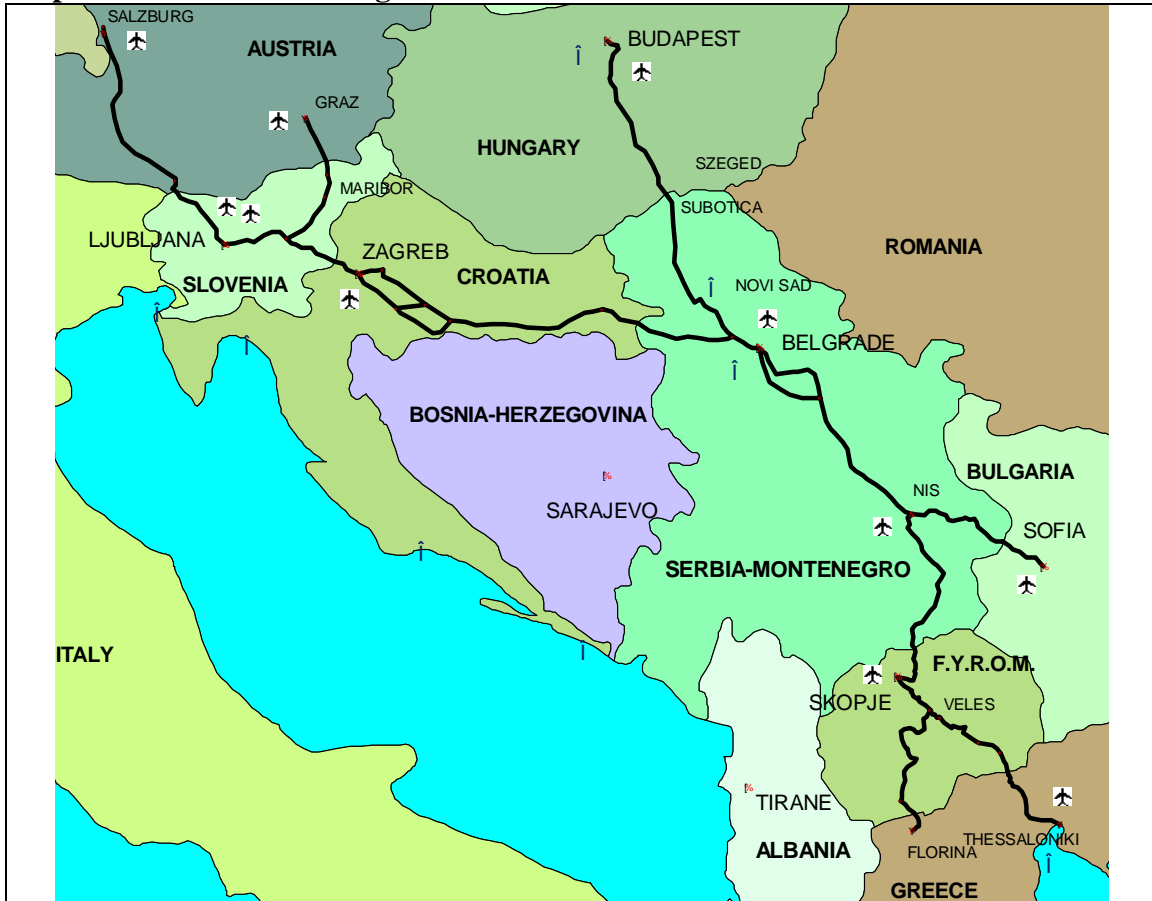 SALZBURG
AUSTRIA
BUDAPEST
Î
GRAZ
HUNGARY
SZEGED
MARIBOR
SUBOTICA
LJUBLJANA
ZAGREB
ROMANIA
SLOVENIA
CROATIA
NOVI SAD
Î
Î
Î
BELGRADE
Î
BOSNIA-HERZEGOVINA
BULGARIA
NIS
SARAJEVO
SOFIA
Î
SERBIA-MONTENEGRO
Î
ITALY
F.Y.R.O.M.
SKOPJE
VELES
TIRANE
THESSALONIKI
ALBANIA
FLORINA
Î
GREECE